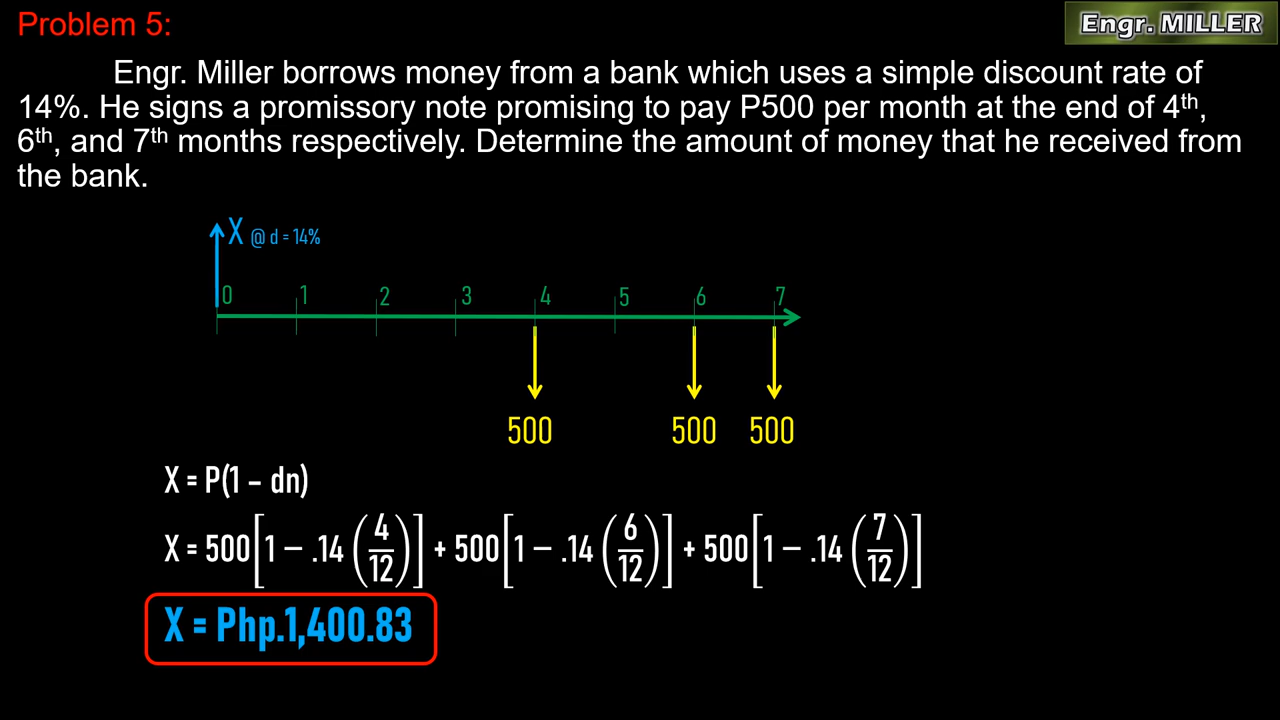 Problem 5:
Engr. MILLER
Engr. Miller borrows money from a bank which uses a simple discount rate of
14%. He signs a promissory note promising to pay P500 per month at the end of 4th,
6th, and 7th months respectively. Determine the amount of money that he received from
the bank.
X @ d = 14%
0 1 2 3 4 5 6 7
500 500 500
X = P(1 – dn)
X = 500[1 – .14(4/12)] + 500[1 – .14(6/12)] + 500[1 – .14(7/12)]
X = Php.1,400.83